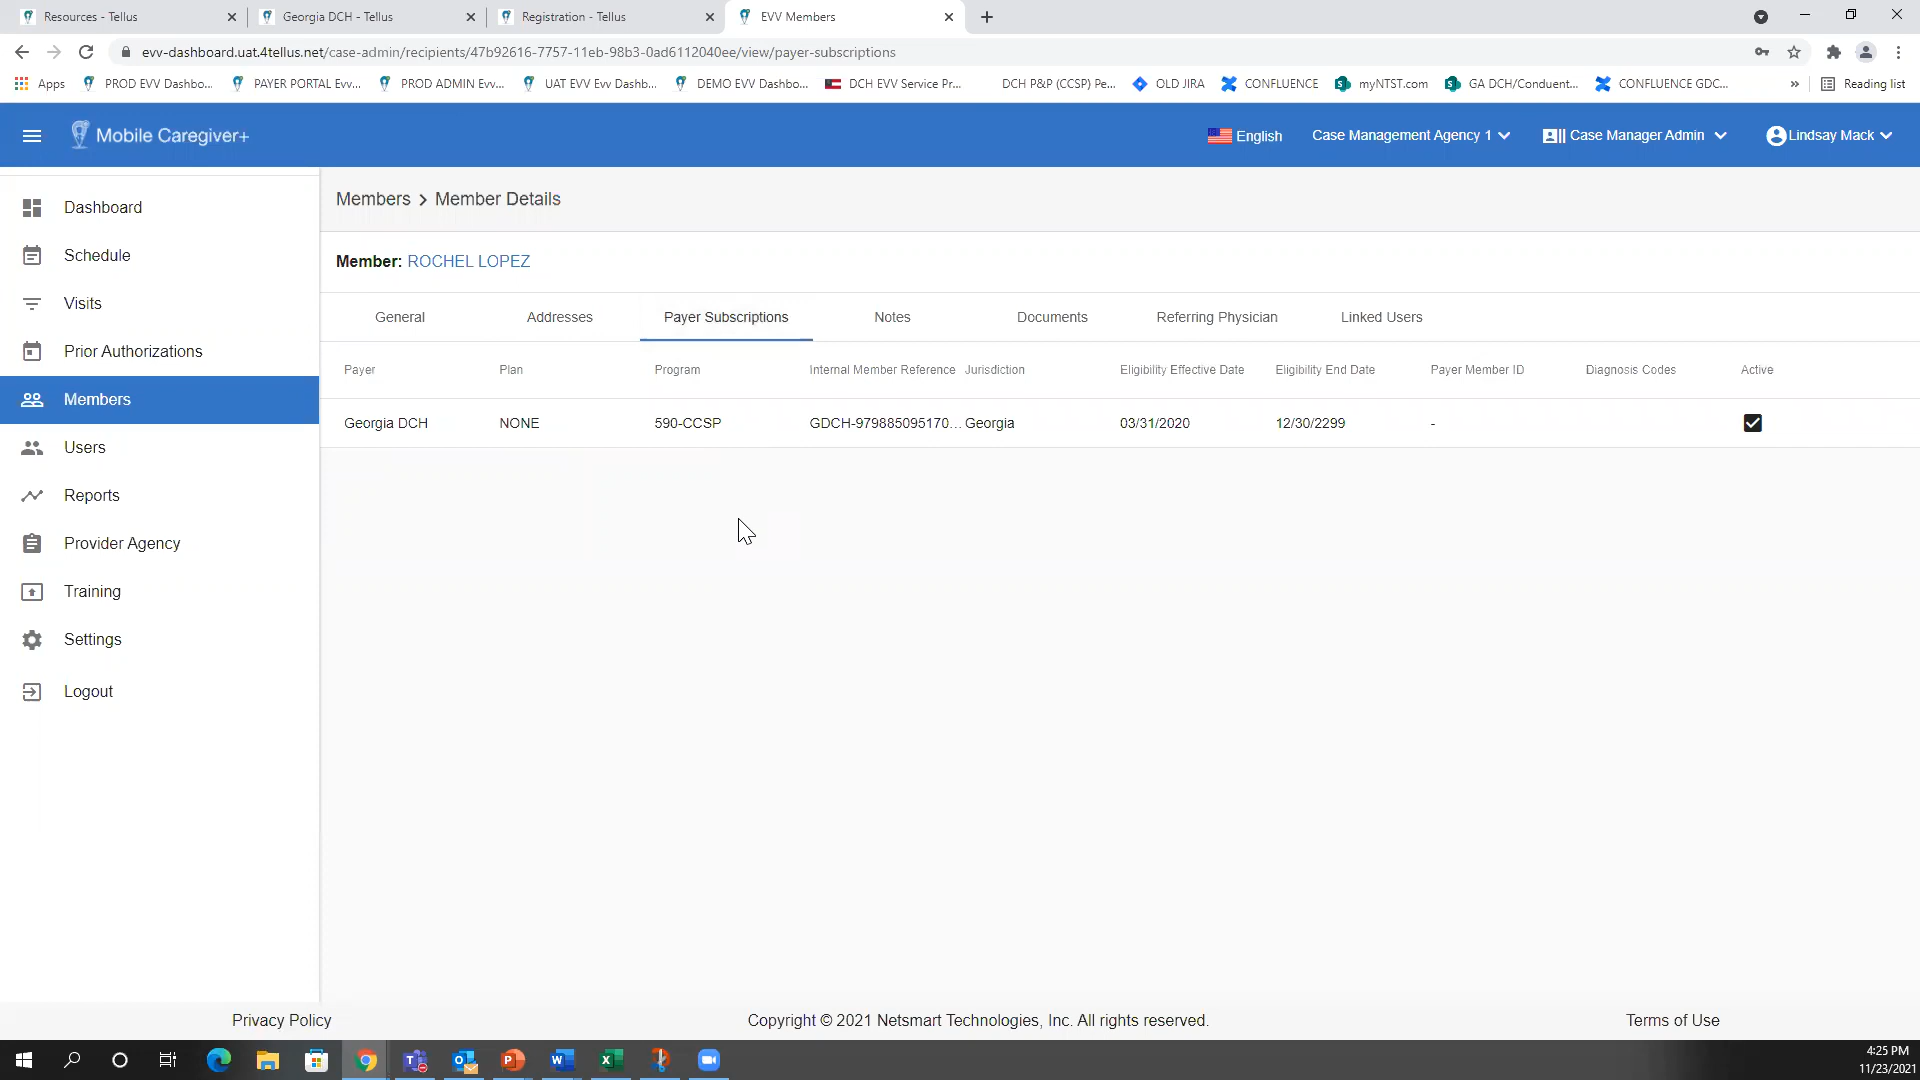 Resources - Tellus
Georgia DCH - Tellus
Registration - Tellus
EVV Members
evv-dashboard.uat.4tellus.net/case-admin/recipients/47b92616-7757-11eb-98b3-0ad6112040ee/view/payer-subscriptions
Apps PROD EVV Dashbo... PAYER PORTAL Evv... PROD ADMIN Evv... UAT EVV Evv Dashb... DEMO EVV Dashbo... DCH EVV Service Pr... DCH P&P (CCSP) Pe... OLD JIRA CONFLUENCE myNTST.com GA DCH/Conduent... CONFLUENCE GDC... » Reading list
Mobile Caregiver+
English Case Management Agency 1 Case Manager Admin Lindsay Mack
Dashboard
Schedule
Visits
Prior Authorizations
Members
Users
Reports
Provider Agency
Training
Settings
Logout
Members > Member Details
Member: ROCHEL LOPEZ
General Addresses Payer Subscriptions Notes Documents Referring Physician Linked Users
Payer Plan Program Internal Member Reference Jurisdiction Eligibility Effective Date Eligibility End Date Payer Member ID Diagnosis Codes Active
Georgia DCH NONE 590-CCSP GDCH-979885095170... Georgia 03/31/2020 12/30/2299 -
Privacy Policy Copyright © 2021 Netsmart Technologies, Inc. All rights reserved. Terms of Use
4:25 PM
11/23/2021